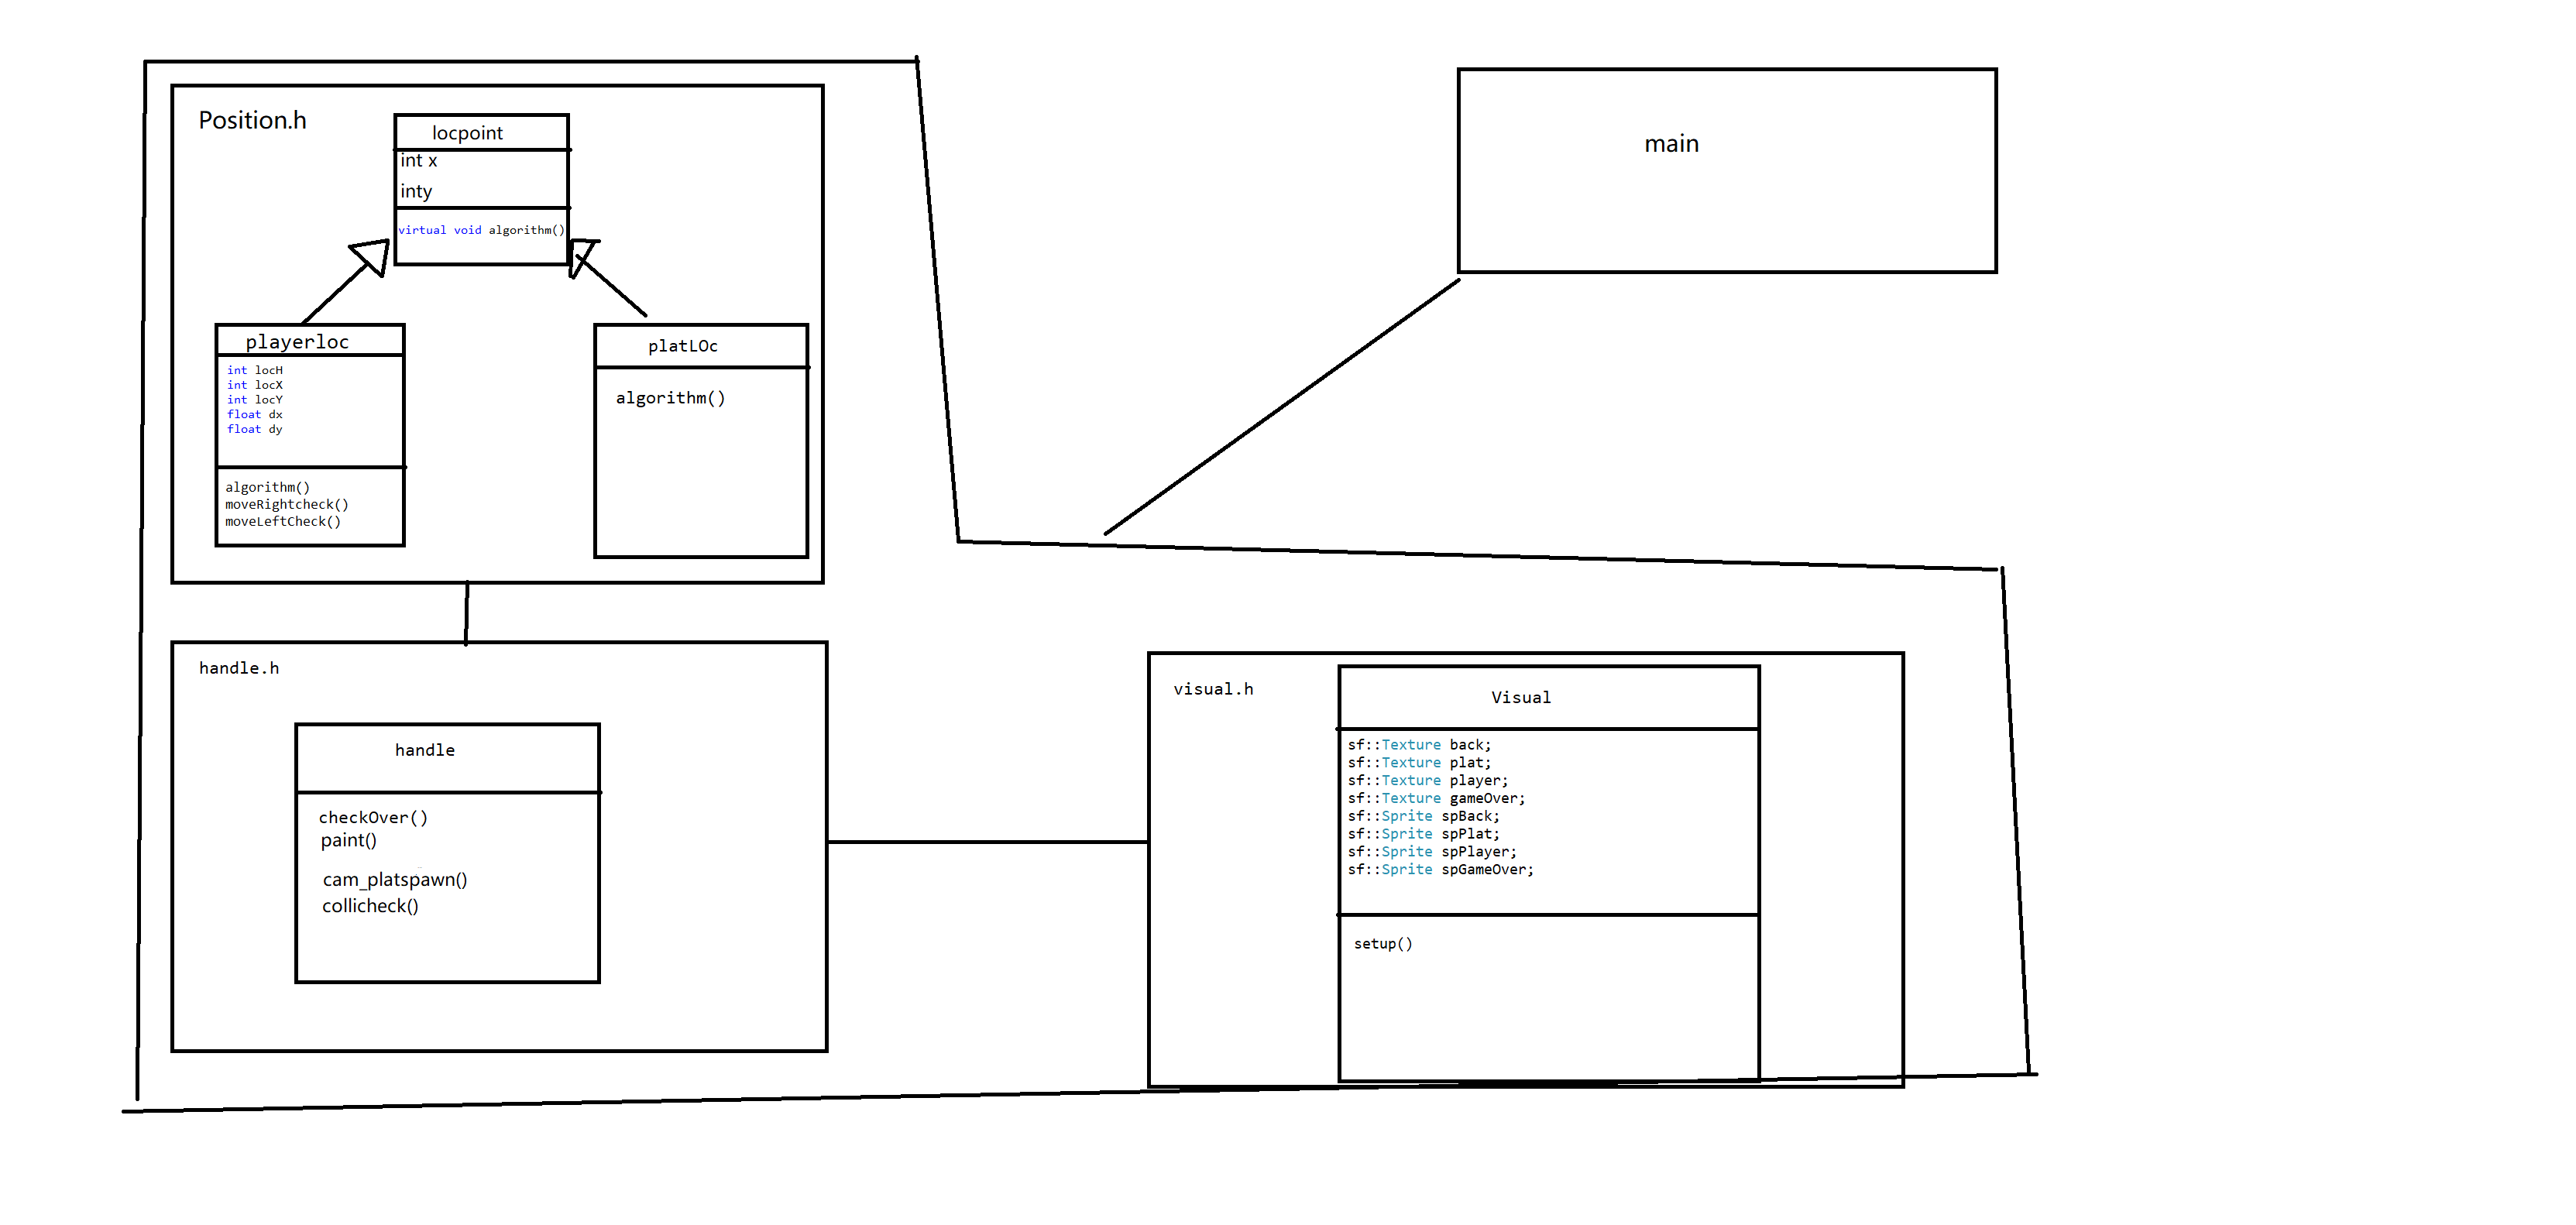 Position.h
locpoint
int x
inty
virtual void algorithm()
playerloc
int locH
int locX
int locY
float dx
float dy
algorithm()
moveRightcheck()
moveLeftCheck()
platLOc
algorithm()
main
handle.h
handle
checkOver()
paint()
cam_platspawn()
collicheck()
visual.h
Visual
sf::Texture back;
sf::Texture plat;
sf::Texture player;
sf::Texture gameOver;
sf::Sprite spBack;
sf::Sprite spPlat;
sf::Sprite spPlayer;
sf::Sprite spGameOver;
setup()